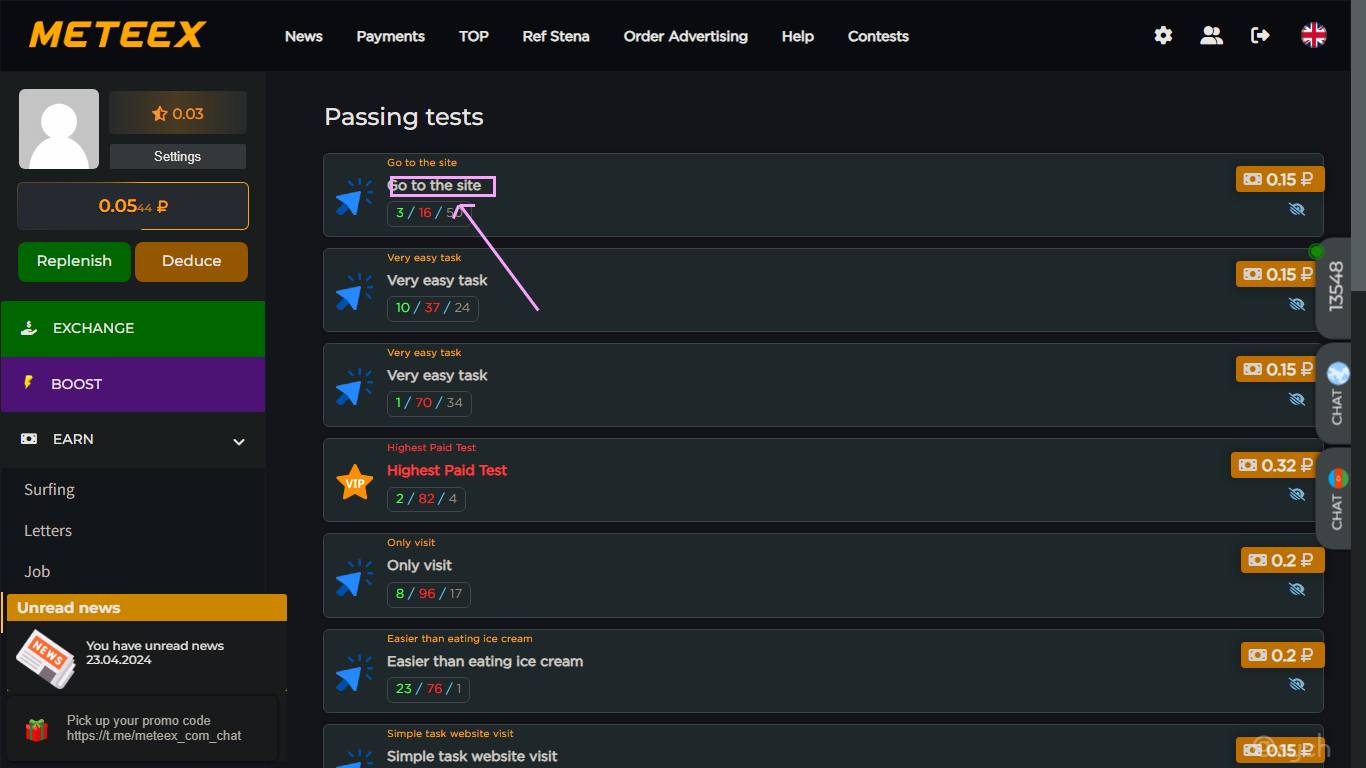 METEEX
News Payments TOP Ref Stena Order Advertising Help Contests
0.03
Settings
0.0544 ₽
Replenish Deduce
EXCHANGE
BOOST
EARN
Surfing
Letters
Job
Unread news
NEWS
You have unread news
23.04.2024
Pick up your promo code
https://t.me/meteex_com_chat
Passing tests
Go to the site
Go to the site
0.15 ₽
3 / 16 / 50
Very easy task
Very easy task
0.15 ₽
10 / 37 / 24
Very easy task
Very easy task
0.15 ₽
1 / 70 / 34
Highest Paid Test
VIP
Highest Paid Test
0.32 ₽
2 / 82 / 4
Only visit
Only visit
0.2 ₽
8 / 96 / 17
Easier than eating ice cream
Easier than eating ice cream
0.2 ₽
23 / 76 / 1
Simple task website visit
Simple task website visit
0.15 ₽
13548
CHAT
CHAT